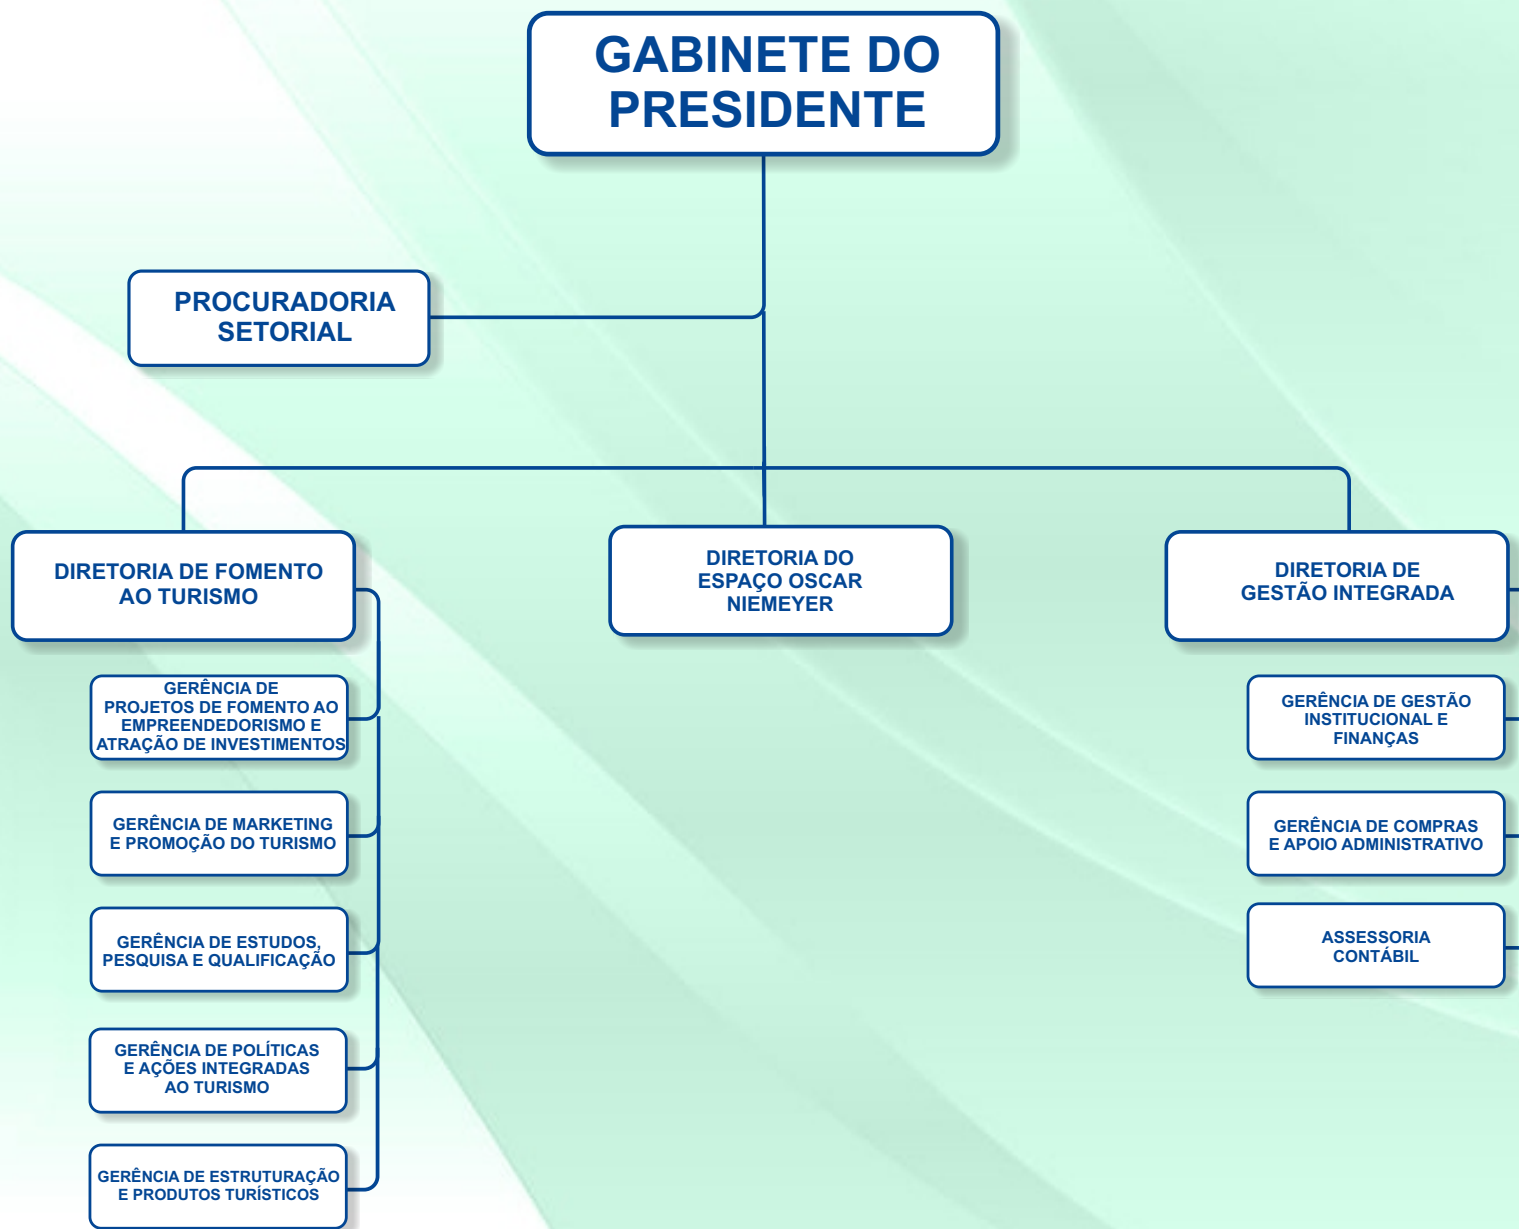 GABINETE DO
PRESIDENTE
PROCURADORIA
SETORIAL
DIRETORIA DE FOMENTO
AO TURISMO
DIRETORIA DO
ESPAÇO OSCAR
NIEMEYER
DIRETORIA DE
GESTÃO INTEGRADA
GERÊNCIA DE
PROJETOS DE FOMENTO AO
EMPREENDEDORISMO E
ATRAÇÃO DE INVESTIMENTOS
GERÊNCIA DE MARKETING
E PROMOÇÃO DO TURISMO
GERÊNCIA DE ESTUDOS,
PESQUISA E QUALIFICAÇÃO
GERÊNCIA DE POLÍTICAS
E AÇÕES INTEGRADAS
AO TURISMO
GERÊNCIA DE ESTRUTURAÇÃO
E PRODUTOS TURÍSTICOS
GERÊNCIA DE GESTÃO
INSTITUCIONAL E
FINANÇAS
GERÊNCIA DE COMPRAS
E APOIO ADMINISTRATIVO
ASSESSORIA
CONTÁBIL